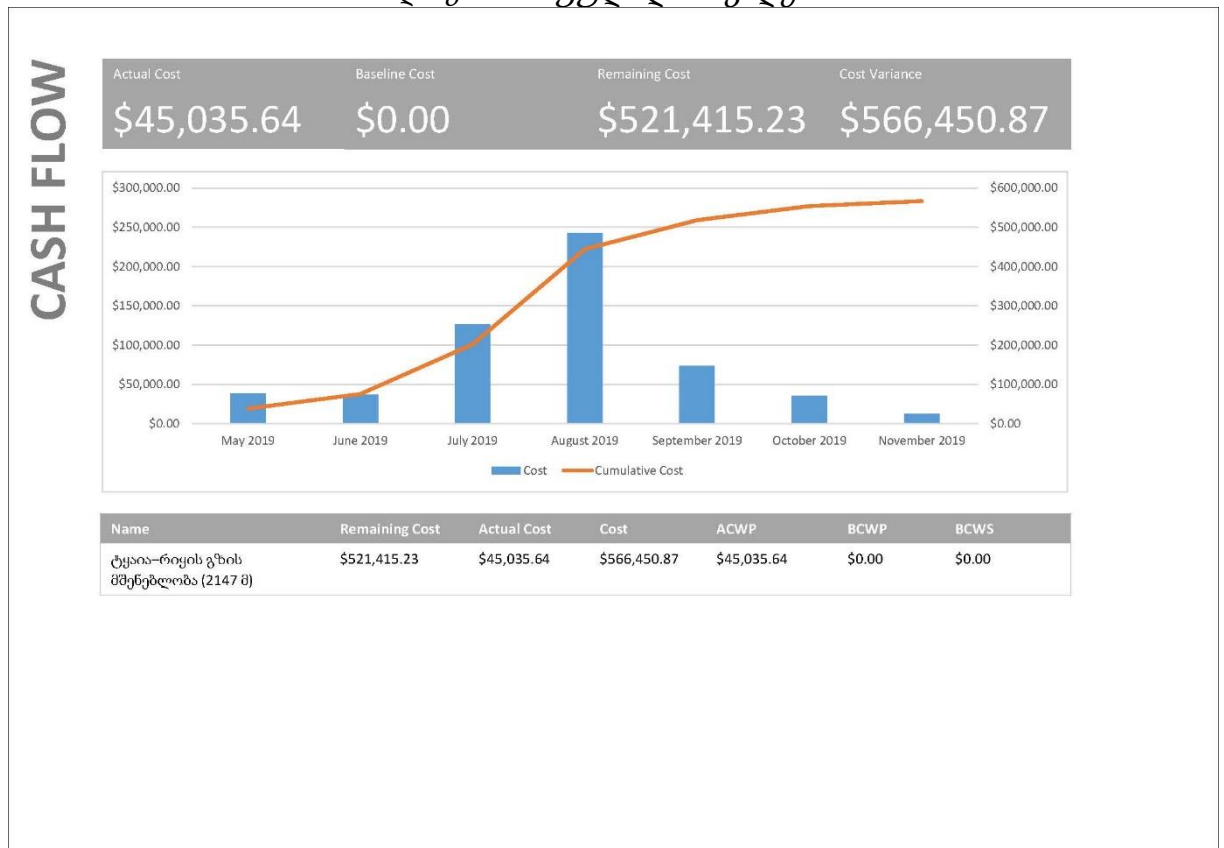 CASH FLOW
Actual Cost Baseline Cost Remaining Cost Cost Variance
$45,035.64 $0.00 $521,415.23 $566,450.87
$300,000.00 $600,000.00
$250,000.00 $500,000.00
$200,000.00 $400,000.00
$150,000.00 $300,000.00
$100,000.00 $200,000.00
$50,000.00 $100,000.00
$0.00 $0.00
May 2019 June 2019 July 2019 August 2019 September 2019 October 2019 November 2019
Cost Cumulative Cost
Name Remaining Cost Actual Cost Cost ACWP BCWP BCWS
ტყაია–რიყის გზის $521,415.23 $45,035.64 $566,450.87 $45,035.64 $0.00 $0.00
მშენებლობა (2147 მ)